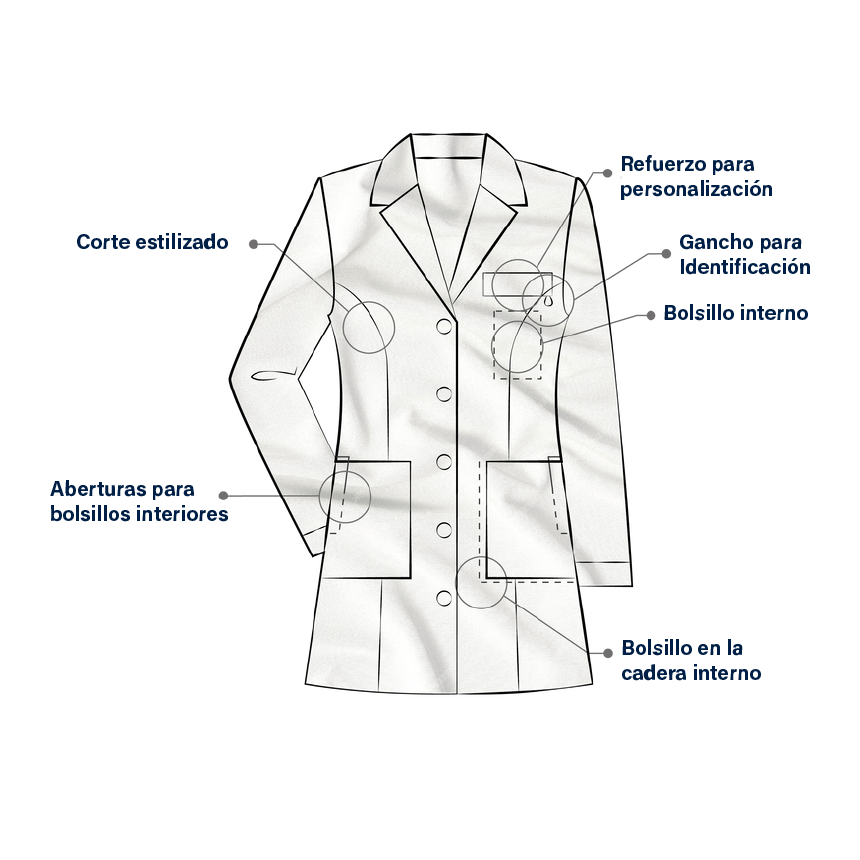 Refuerzo para
personalización
Corte estilizado
Gancho para
Identificación
Bolsillo interno
Aberturas para
bolsillos interiores
Bolsillo en la
cadera interno